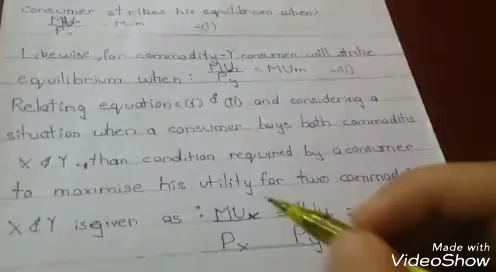 Consumer strikes his equilibrium when:
MUx/Px = MUm —(i)
Likewise, for commodity-Y consumer will strike
equilibrium when: MUy/Py = MUm —(ii)
Relating equations (i) & (ii) and considering a
situation when a consumer buys both commodities
X & Y, than condition required by a consumer
to maximise his utility for two
X & Y is given as: MUx/Px = /Py =
Made with
VideoShow